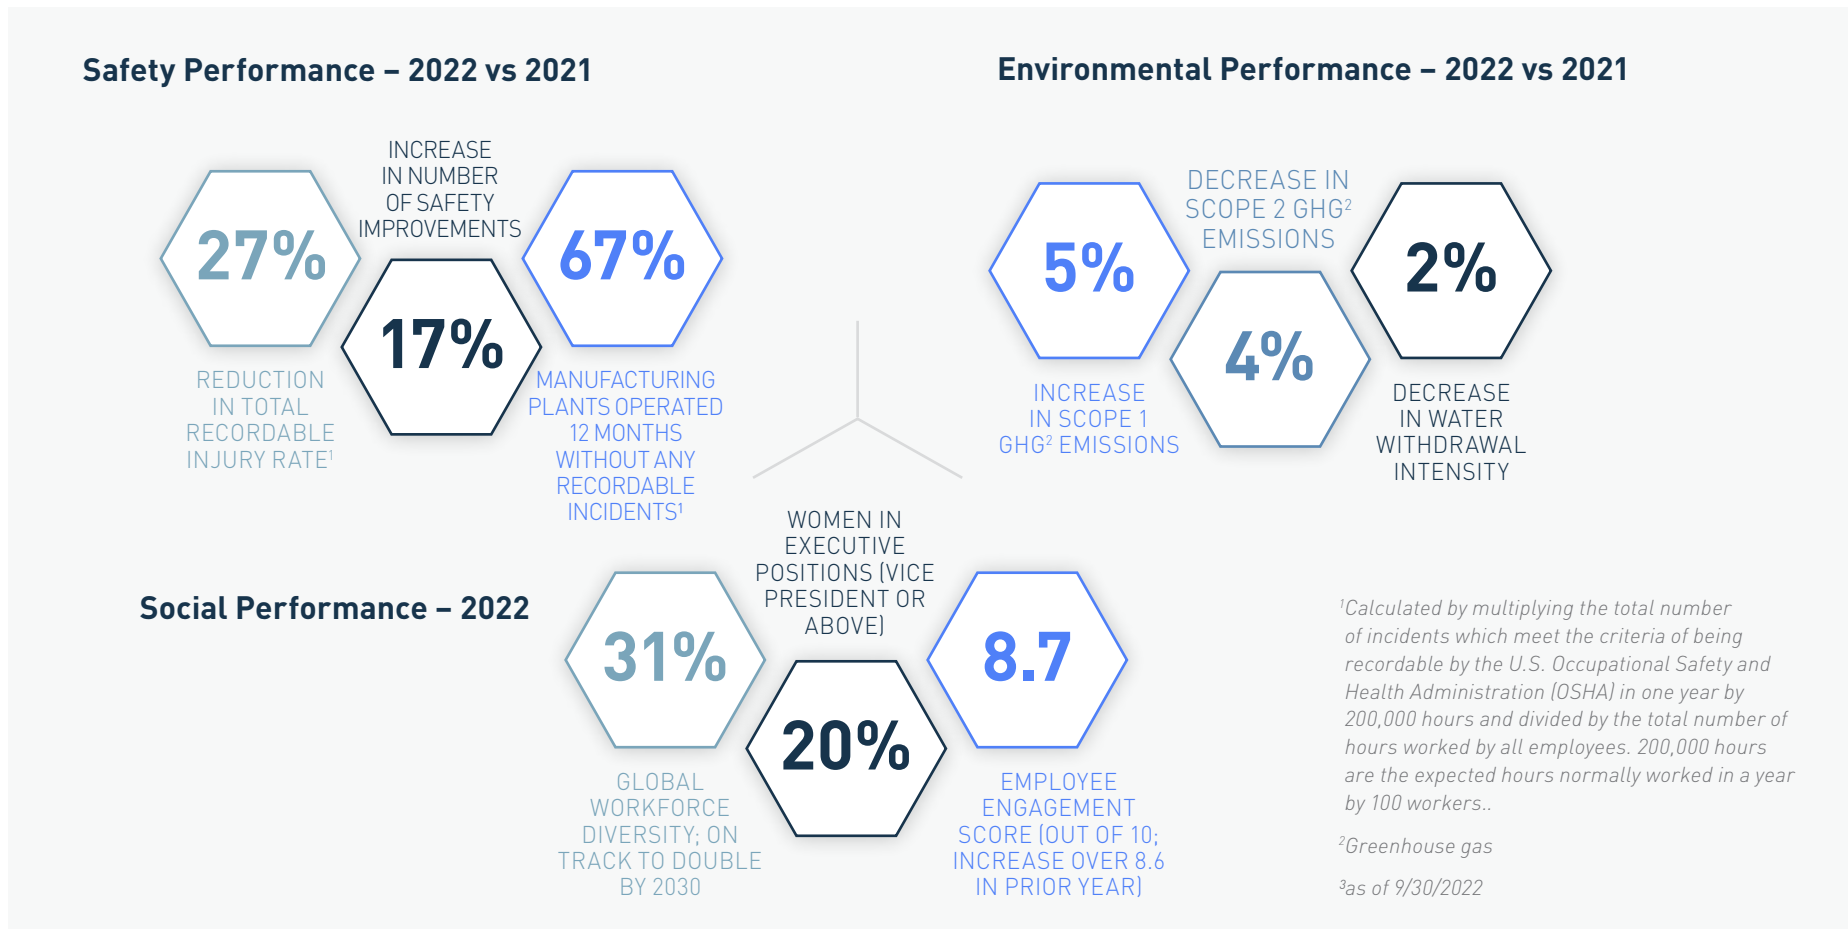 Safety Performance – 2022 vs 2021
27%
REDUCTION
IN TOTAL
RECORDABLE
INJURY RATE¹
INCREASE
IN NUMBER
OF SAFETY
IMPROVEMENTS
17%
67%
MANUFACTURING
PLANTS OPERATED
12 MONTHS
WITHOUT ANY
RECORDABLE
INCIDENTS¹
Environmental Performance – 2022 vs 2021
5%
INCREASE
IN SCOPE 1
GHG² EMISSIONS
DECREASE IN
SCOPE 2 GHG²
EMISSIONS
4%
2%
DECREASE
IN WATER
WITHDRAWAL
INTENSITY
Social Performance – 2022
31%
GLOBAL
WORKFORCE
DIVERSITY; ON
TRACK TO DOUBLE
BY 2030
WOMEN IN
EXECUTIVE
POSITIONS (VICE
PRESIDENT OR
ABOVE)
20%
8.7
EMPLOYEE
ENGAGEMENT
SCORE (OUT OF 10;
INCREASE OVER 8.6
IN PRIOR YEAR)
¹Calculated by multiplying the total number
of incidents which meet the criteria of being
recordable by the U.S. Occupational Safety and
Health Administration (OSHA) in one year by
200,000 hours and divided by the total number of
hours worked by all employees. 200,000 hours
are the expected hours normally worked in a year
by 100 workers..
²Greenhouse gas
³as of 9/30/2022